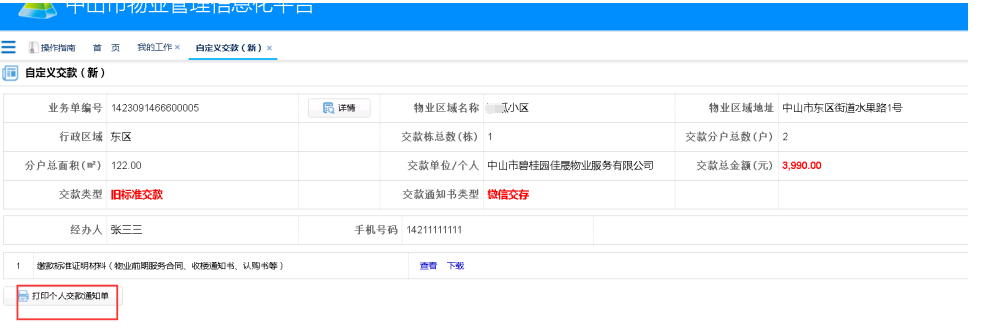 中山市物业管理信息化平台
操作指南 首 页 我的工作 × 自定义交款（新） ×
自定义交款（新）
业务单编号 1423091466600005 详情 物业区域名称 小区 物业区域地址 中山市东区街道水果路1号
行政区域 东区 交款栋总数(栋) 1 交款分户总数(户) 2
分户总面积(㎡) 122.00 交款单位/个人 中山市碧桂园佳晟物业服务有限公司 交款总金额(元) 3,990.00
交款类型 旧标准交款 交款通知书类型 微信交存
经办人 张三三 手机号码 14211111111
1 缴款标准证明材料（物业前期服务合同、收楼通知书、认购书等） 查看 下载
打印个人交款通知单